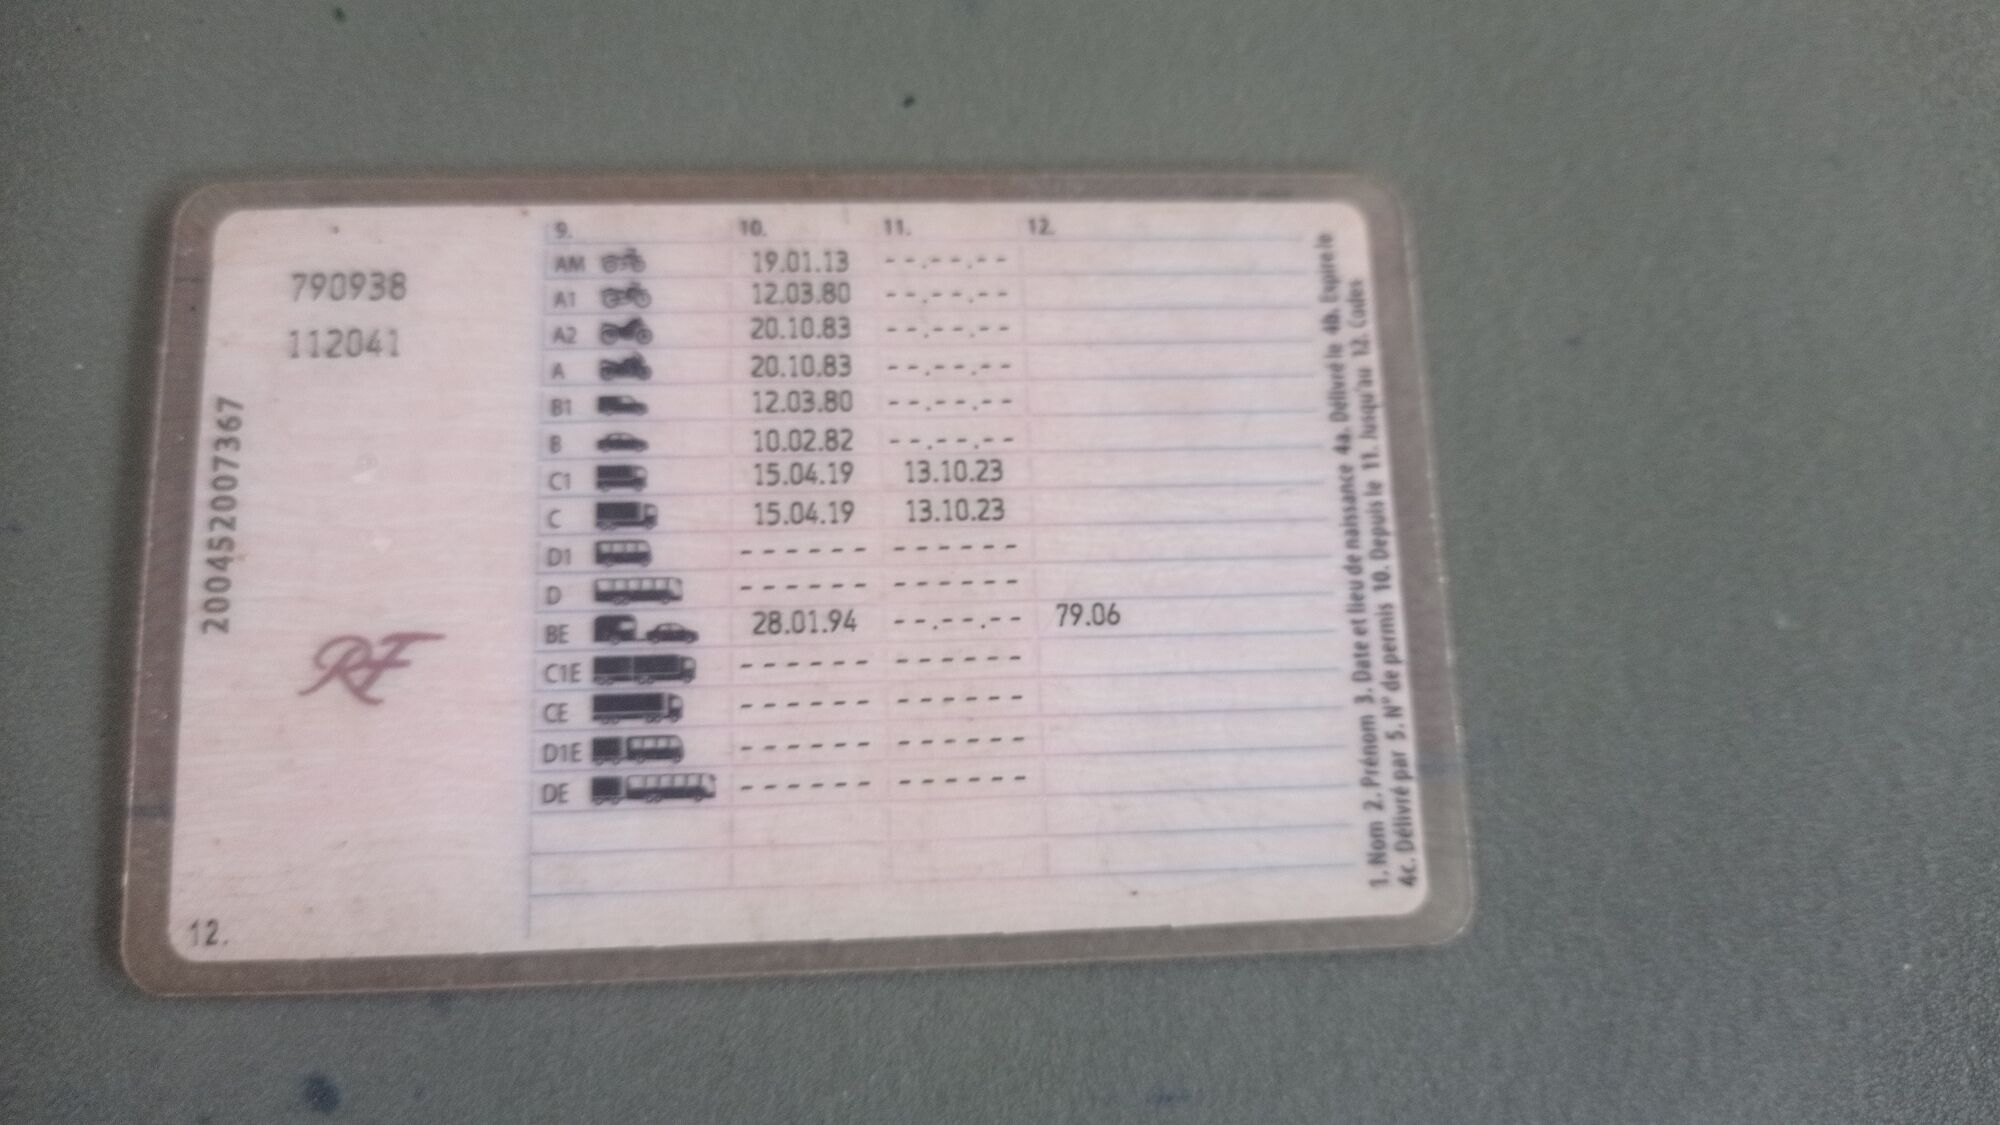 790938
112041
200452007367
RF
12.
9. 10. 11. 12.
AM 19.01.13 --.--.--
A1 12.03.80 --.--.--
A2 20.10.83 --.--.--
A 20.10.83 --.--.--
B1 12.03.80 --.--.--
B 10.02.82 --.--.--
C1 15.04.19 13.10.23
C 15.04.19 13.10.23
D1 ------ ------
D ------ ------
BE 28.01.94 --.--.-- 79.06
C1E ------ ------
CE ------ ------
D1E ------ ------
DE ------ ------
1. Nom 2. Prénom 3. Date et lieu de naissance 4a. Délivré le 4b. Expire le
4c. Délivré par 5. N° de permis 10. Depuis le 11. Jusqu'au 12. Codes